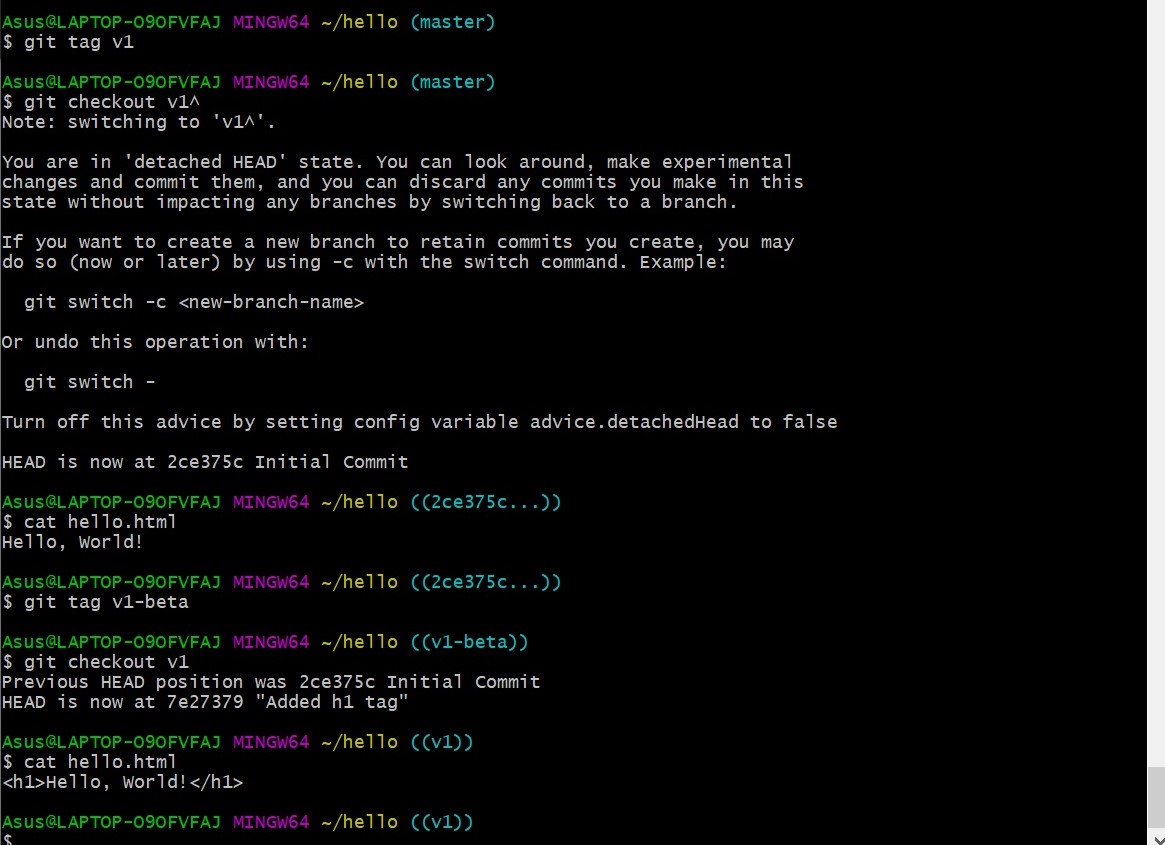 Asus@LAPTOP-O9OFVFAJ MINGW64 ~/hello (master)
$ git tag v1
Asus@LAPTOP-O9OFVFAJ MINGW64 ~/hello (master)
$ git checkout v1^
Note: switching to 'v1^'.
You are in 'detached HEAD' state. You can look around, make experimental
changes and commit them, and you can discard any commits you make in this
state without impacting any branches by switching back to a branch.
If you want to create a new branch to retain commits you create, you may
do so (now or later) by using -c with the switch command. Example:
git switch -c <new-branch-name>
Or undo this operation with:
git switch -
Turn off this advice by setting config variable advice.detachedHead to false
HEAD is now at 2ce375c Initial Commit
Asus@LAPTOP-O9OFVFAJ MINGW64 ~/hello ((2ce375c...))
$ cat hello.html
Hello, World!
Asus@LAPTOP-O9OFVFAJ MINGW64 ~/hello ((2ce375c...))
$ git tag v1-beta
Asus@LAPTOP-O9OFVFAJ MINGW64 ~/hello ((v1-beta))
$ git checkout v1
Previous HEAD position was 2ce375c Initial Commit
HEAD is now at 7e27379 "Added h1 tag"
Asus@LAPTOP-O9OFVFAJ MINGW64 ~/hello ((v1))
$ cat hello.html
<h1>Hello, World!</h1>
Asus@LAPTOP-O9OFVFAJ MINGW64 ~/hello ((v1))
$